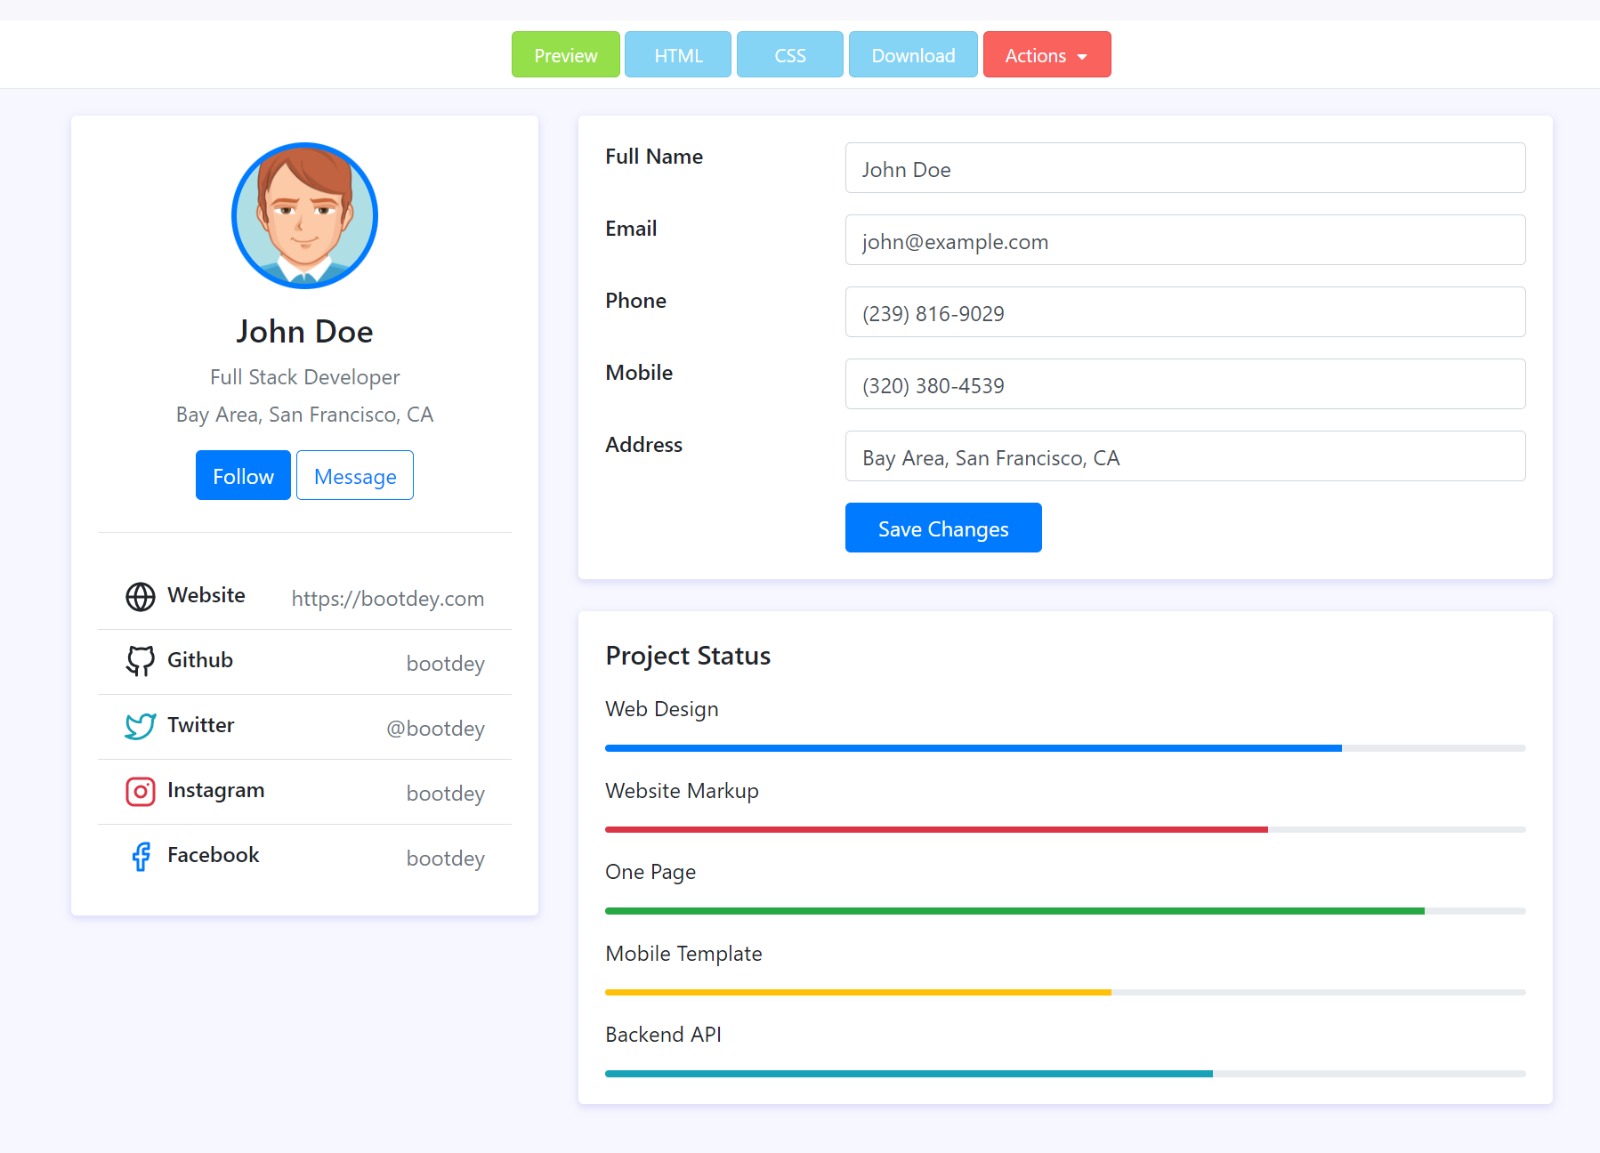 Preview HTML CSS Download Actions
John Doe
Full Stack Developer
Bay Area, San Francisco, CA
Follow Message
Website https://bootdey.com
Github bootdey
Twitter @bootdey
Instagram bootdey
Facebook bootdey
Full Name John Doe
Email john@example.com
Phone (239) 816-9029
Mobile (320) 380-4539
Address Bay Area, San Francisco, CA
Save Changes
Project Status
Web Design
Website Markup
One Page
Mobile Template
Backend API